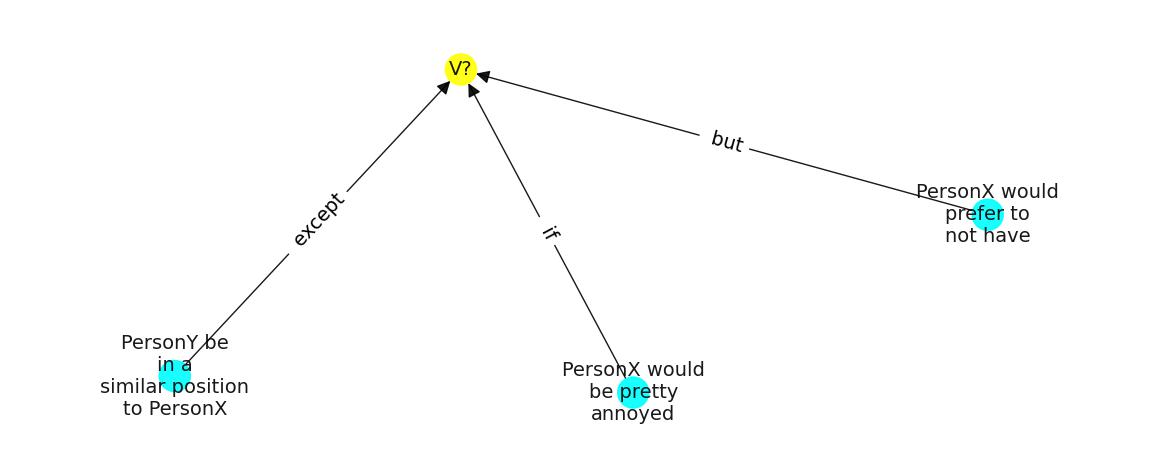 V?
but
PersonX would
prefer to
not have
except
if
PersonY be
in a
similar position
to PersonX
PersonX would
be pretty
annoyed